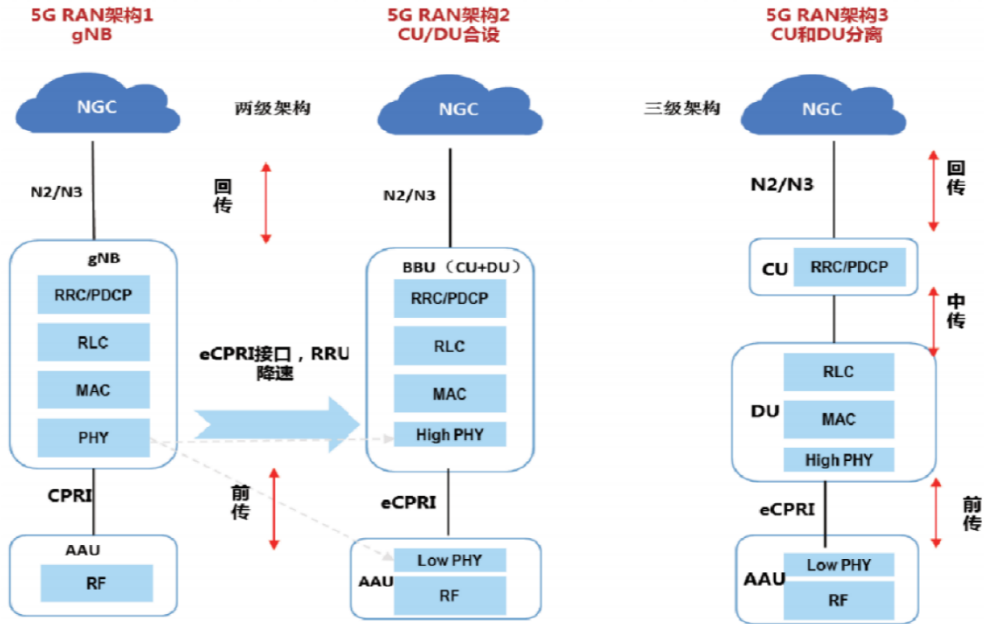 5G RAN架构1
gNB
5G RAN架构2
CU/DU合设
5G RAN架构3
CU和DU分离
NGC
两级架构
NGC
三级架构
NGC
N2/N3
回传
N2/N3
N2/N3
回传
gNB
RRC/PDCP
RLC
MAC
PHY
eCPRI接口，RRU
降速
BBU（CU+DU）
RRC/PDCP
RLC
MAC
High PHY
CU
RRC/PDCP
中传
DU
RLC
MAC
High PHY
CPRI
前传
eCPRI
eCPRI
前传
AAU
RF
AAU
Low PHY
RF
AAU
Low PHY
RF